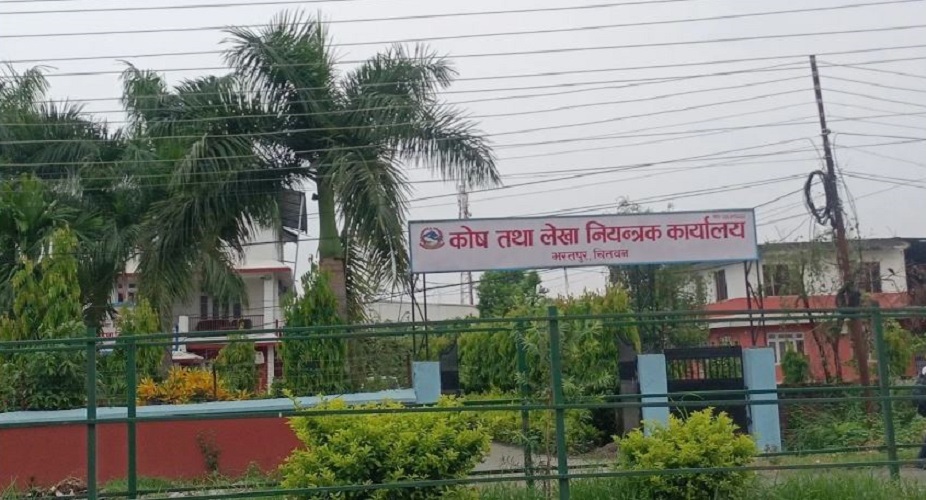 कोष तथा लेखा नियन्त्रक कार्यालय
भरतपुर, चितवन